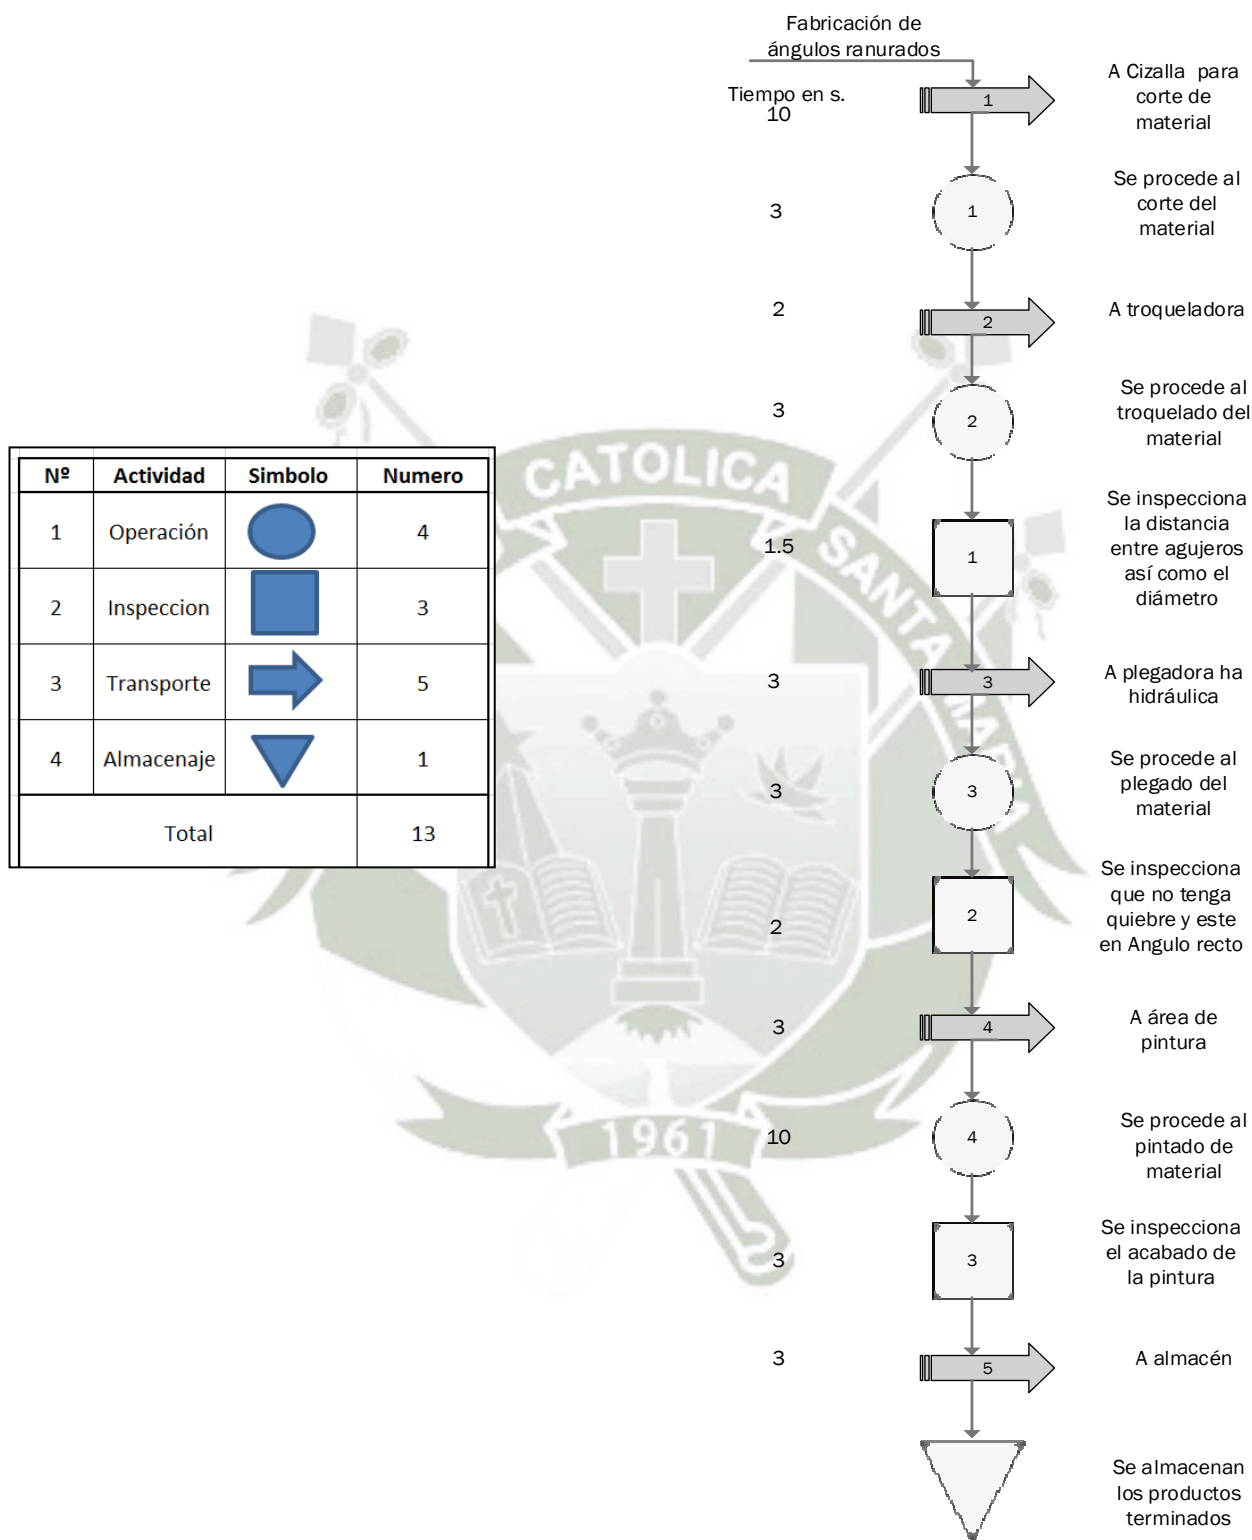 Fabricación de
ángulos ranurados
Tiempo en s.
10
1
A Cizalla para
corte de
material
3
1
Se procede al
corte del
material
2
2
A troqueladora
3
2
Se procede al
troquelado del
material
1.5
1
Se inspecciona
la distancia
entre agujeros
así como el
diámetro
3
3
A plegadora ha
hidráulica
3
3
Se procede al
plegado del
material
2
2
Se inspecciona
que no tenga
quiebre y este
en Angulo recto
3
4
A área de
pintura
10
4
Se procede al
pintado de
material
3
3
Se inspecciona
el acabado de
la pintura
3
5
A almacén
Se almacenan
los productos
terminados
Nº Actividad Simbolo Numero
1 Operación 4
2 Inspeccion 3
3 Transporte 5
4 Almacenaje 1
Total 13
CATOLICA
SANTA MARIA
1961